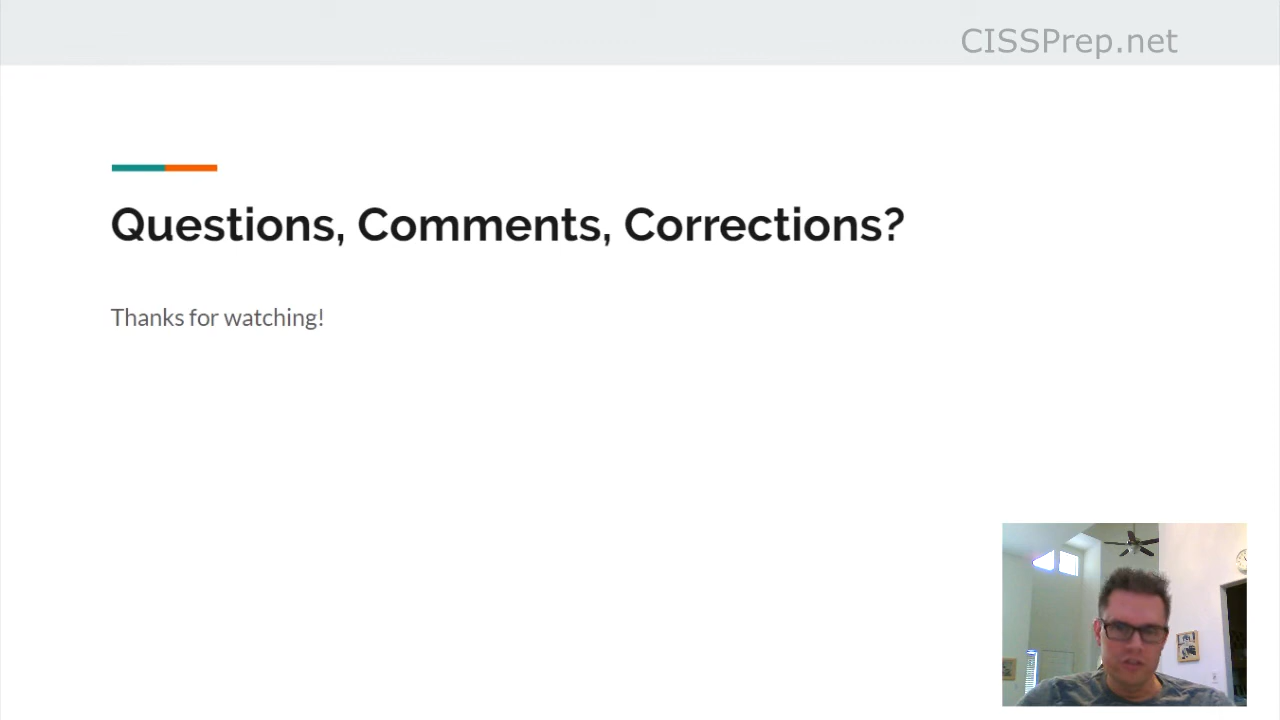 CISSPrep.net
Questions, Comments, Corrections?
Thanks for watching!